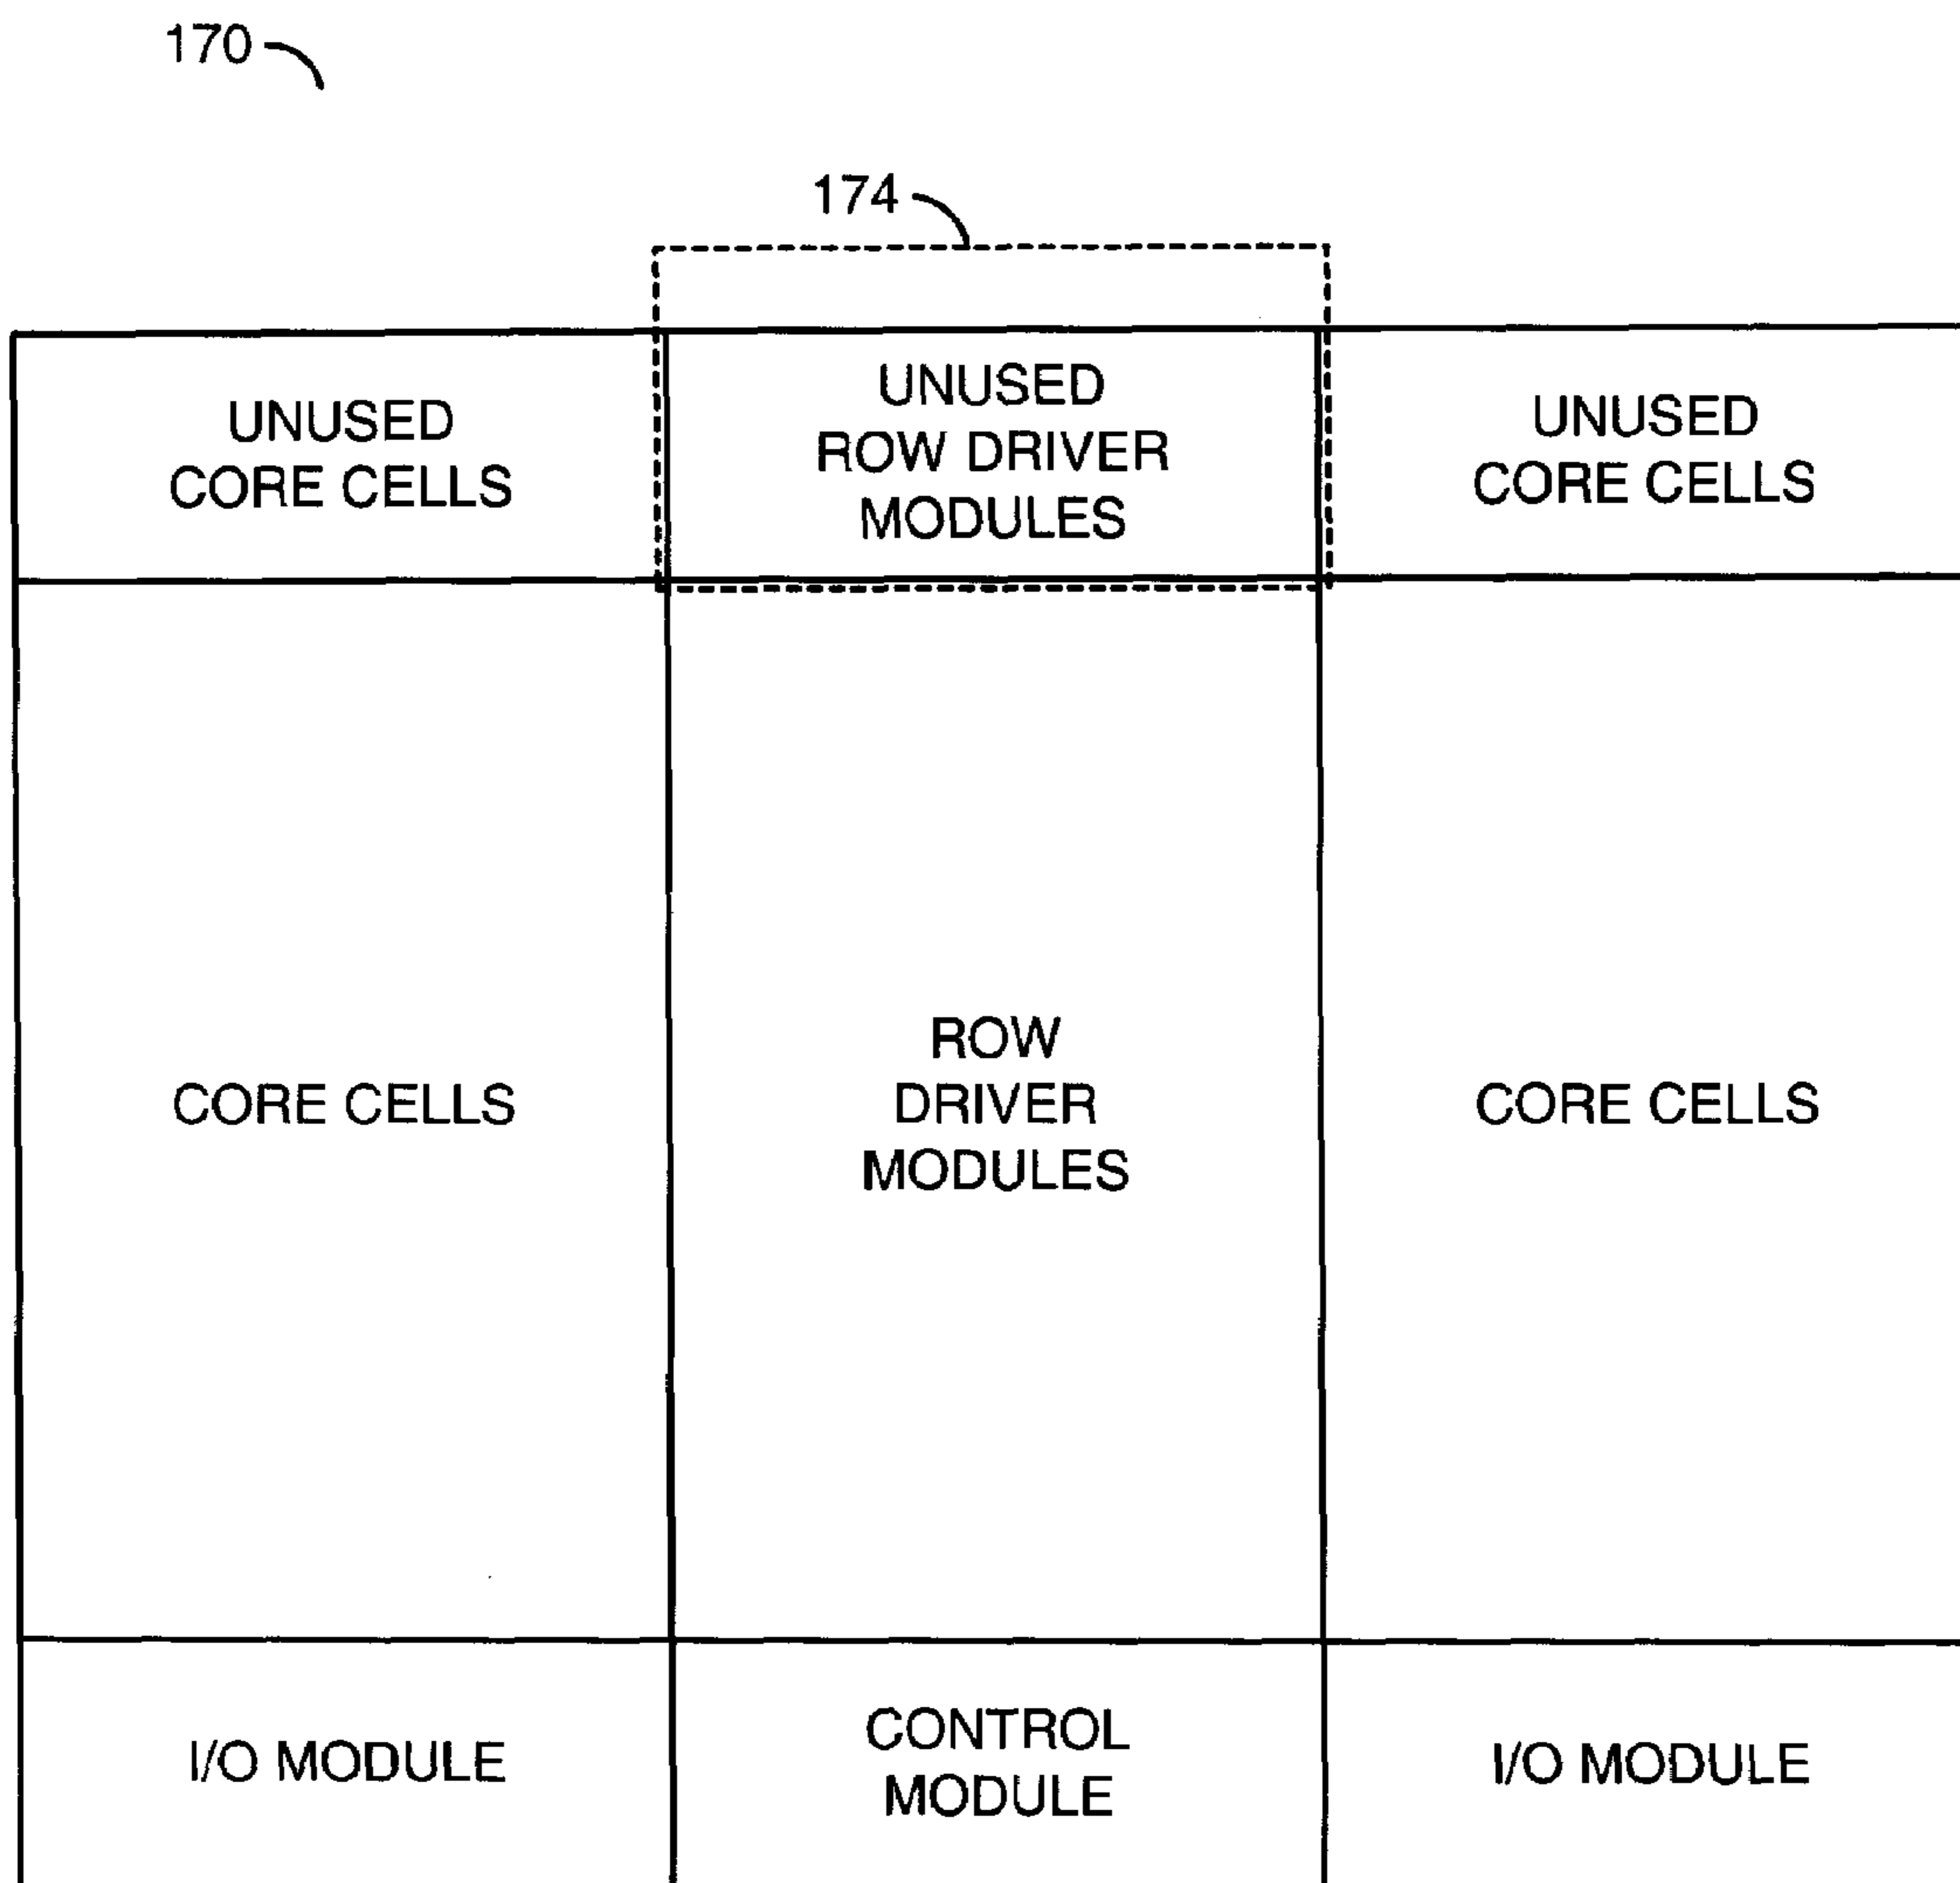 170
174
UNUSED
CORE CELLS
UNUSED
ROW DRIVER
MODULES
UNUSED
CORE CELLS
CORE CELLS
ROW
DRIVER
MODULES
CORE CELLS
I/O MODULE
CONTROL
MODULE
I/O MODULE